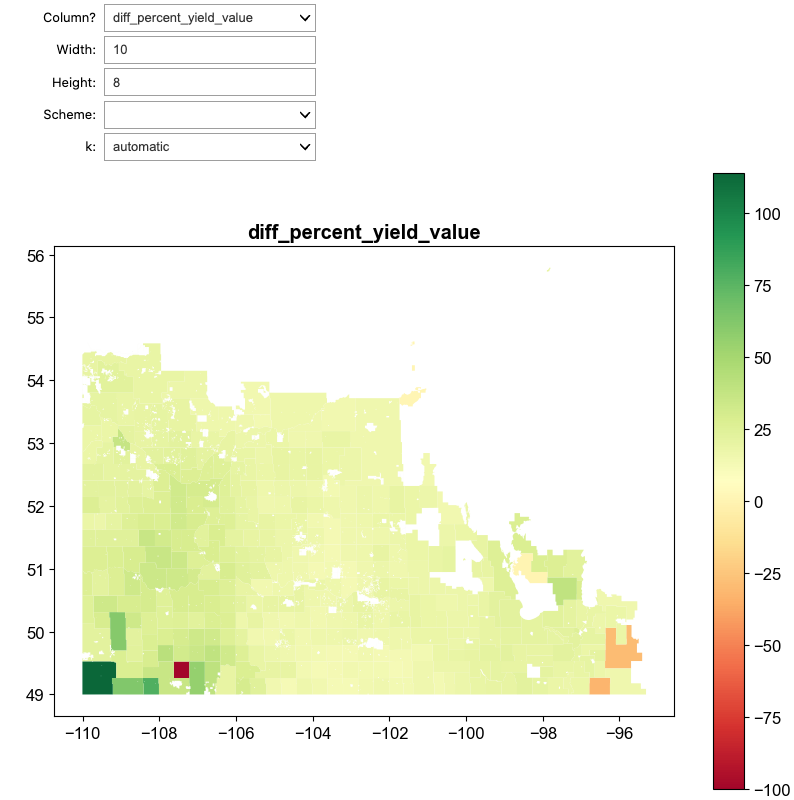 Column? diff_percent_yield_value
Width: 10
Height: 8
Scheme:
k: automatic
diff_percent_yield_value
56
55
54
53
52
51
50
49
−110 −108 −106 −104 −102 −100 −98 −96
100
75
50
25
0
−25
−50
−75
−100